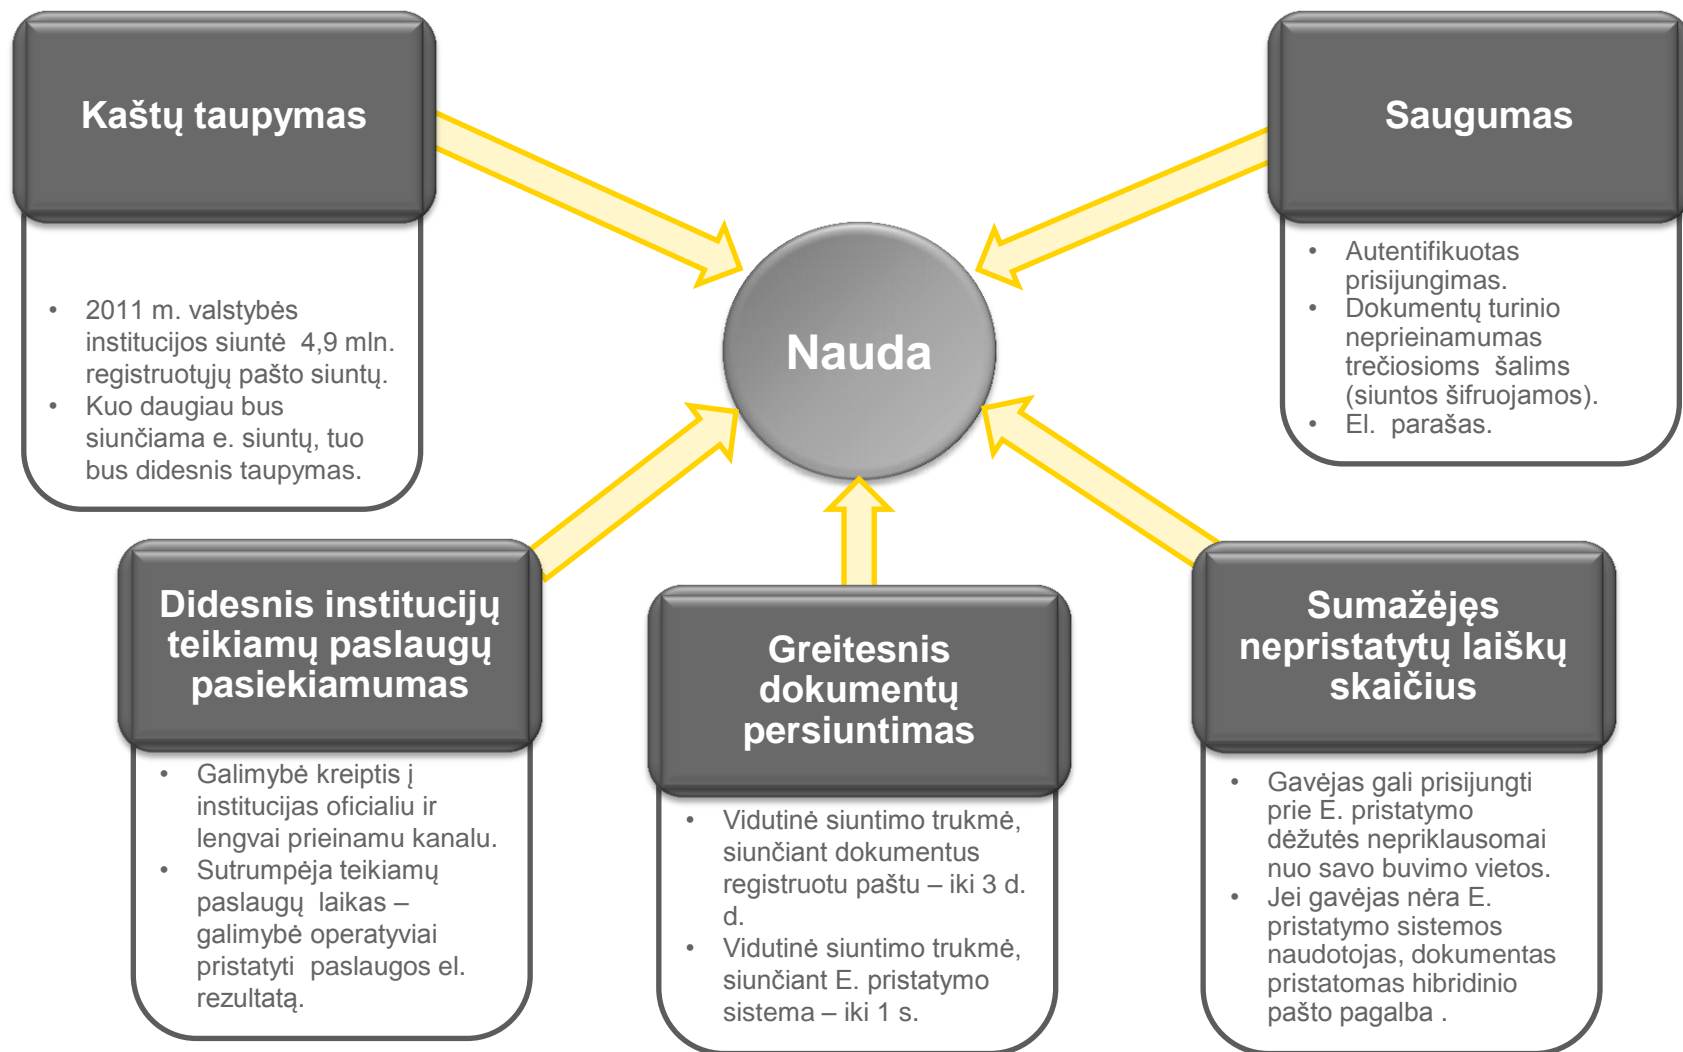 Kaštų taupymas
• 2011 m. valstybės
institucijos siuntė 4,9 mln.
registruotųjų pašto siuntų.
• Kuo daugiau bus
siunčiama e. siuntų, tuo
bus didesnis taupymas.
Nauda
Saugumas
• Autentifikuotas
prisijungimas.
• Dokumentų turinio
neprieinamumas
trečiosioms šalims
(siuntos šifruojamos).
• El. parašas.
Didesnis institucijų
teikiamų paslaugų
pasiekiamumas
• Galimybė kreiptis į
institucijas oficialiu ir
lengvai prieinamu kanalu.
• Sutrumpėja teikiamų
paslaugų laikas –
galimybė operatyviai
pristatyti paslaugos el.
rezultatą.
Greitesnis
dokumentų
persiuntimas
• Vidutinė siuntimo trukmė,
siunčiant dokumentus
registruotu paštu – iki 3 d.
d.
• Vidutinė siuntimo trukmė,
siunčiant E. pristatymo
sistema – iki 1 s.
Sumažėjęs
nepristatytų laiškų
skaičius
• Gavėjas gali prisijungti
prie E. pristatymo
dėžutės nepriklausomai
nuo savo buvimo vietos.
• Jei gavėjas nėra E.
pristatymo sistemos
naudotojas, dokumentas
pristatomas hibridinio
pašto pagalba .